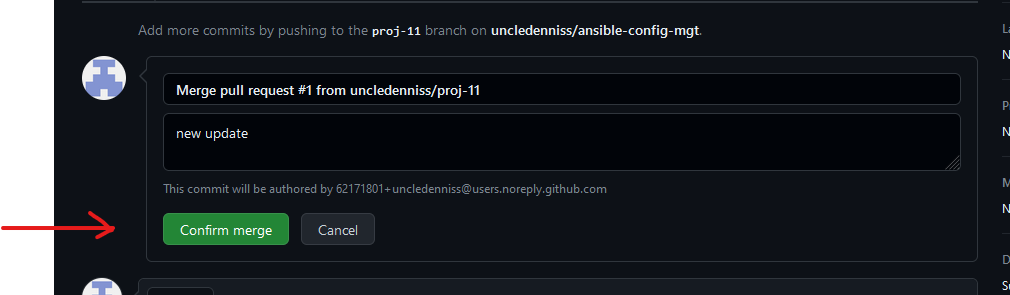 Add more commits by pushing to the proj-11 branch on uncledenniss/ansible-config-mgt.
Merge pull request #1 from uncledenniss/proj-11
new update
This commit will be authored by 62171801+uncledenniss@users.noreply.github.com
Confirm merge
Cancel